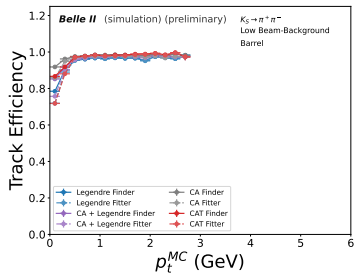 Belle II (simulation) (preliminary)
K_S → π⁺ π⁻
Low Beam-Background
Barrel
Track Efficiency
1.2
1.0
0.8
0.6
0.4
0.2
0.0
Legendre Finder
Legendre Fitter
CA + Legendre Finder
CA + Legendre Fitter
CA Finder
CA Fitter
CAT Finder
CAT Fitter
0 1 2 3 4 5 6
p_t^MC (GeV)